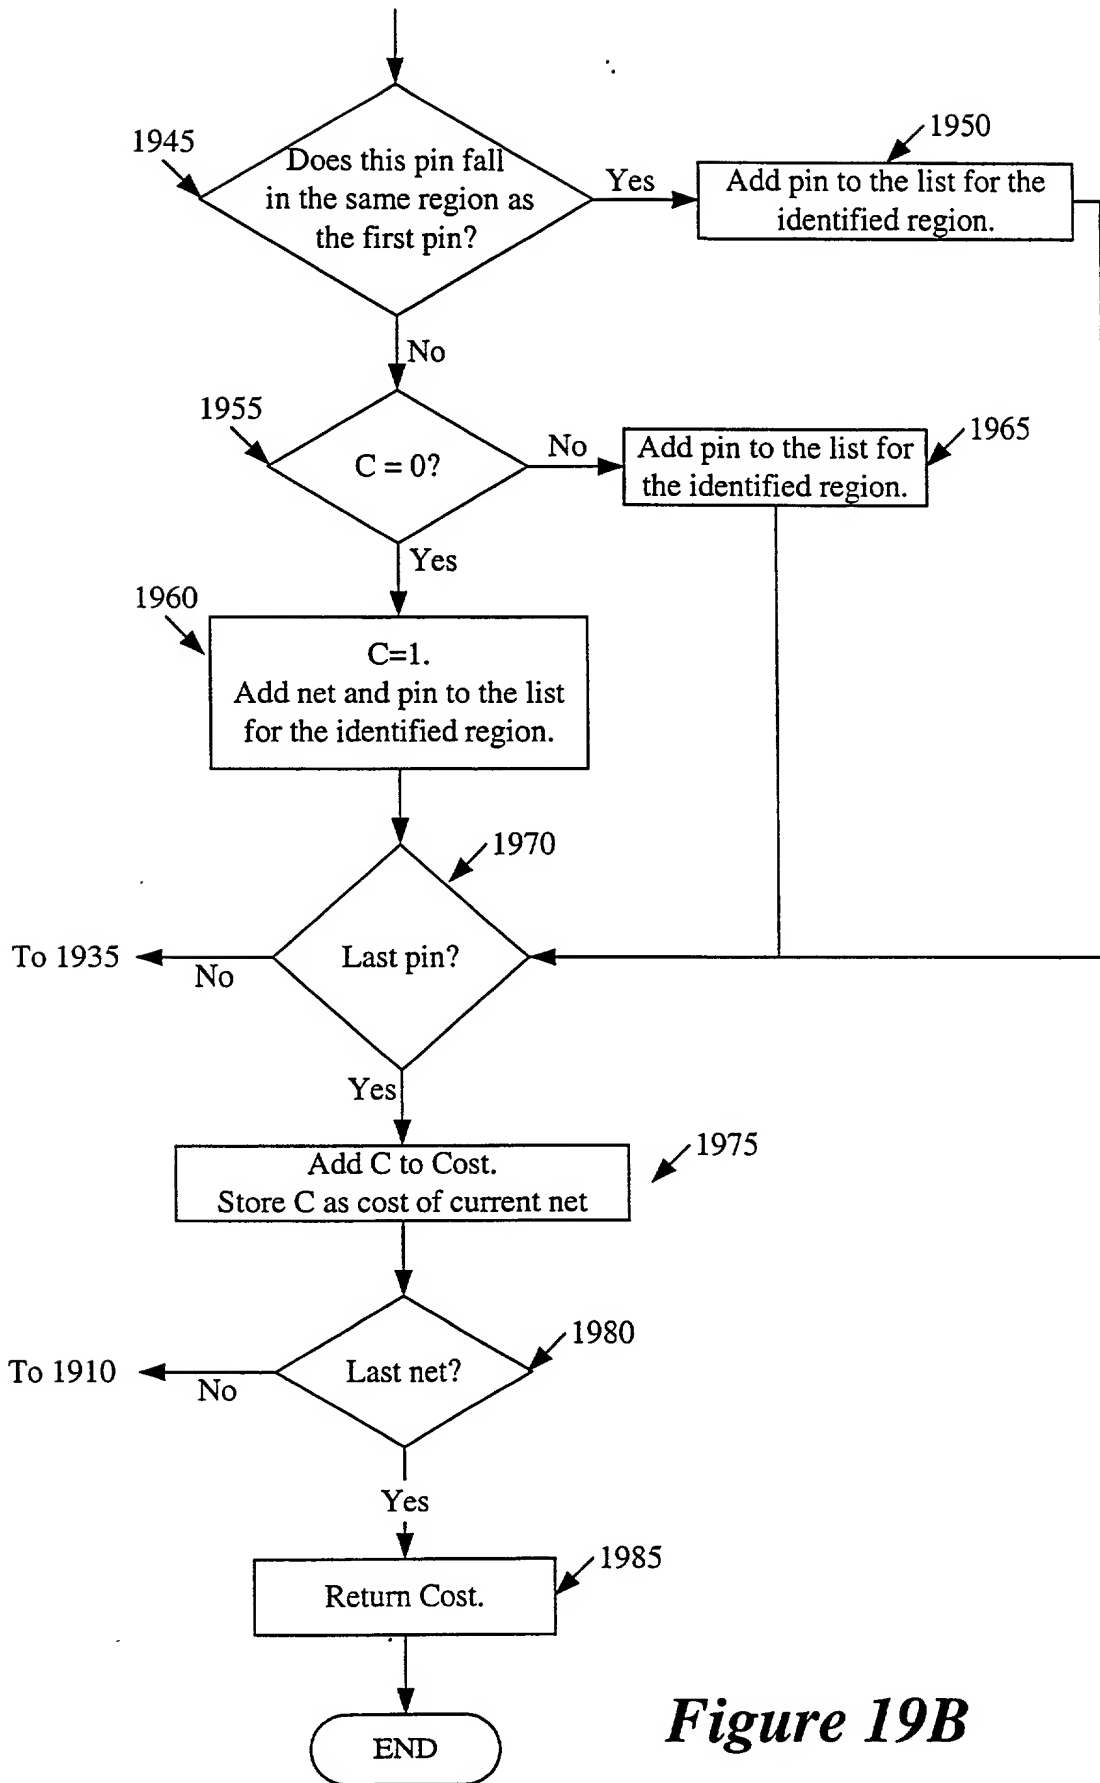 1945
Does this pin fall
in the same region as
the first pin?
Yes
1950
Add pin to the list for the
identified region.
No
1955
C = 0?
No
1965
Add pin to the list for
the identified region.
Yes
1960
C=1.
Add net and pin to the list
for the identified region.
1970
Last pin?
To 1935
No
Yes
1975
Add C to Cost.
Store C as cost of current net
1980
Last net?
To 1910
No
Yes
1985
Return Cost.
END
Figure 19B